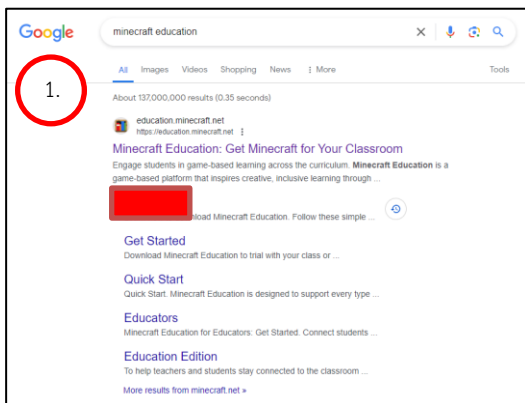 Google
minecraft education
All Images Videos Shopping News More Tools
1.
About 137,000,000 results (0.35 seconds)
education.minecraft.net
https://education.minecraft.net
Minecraft Education: Get Minecraft for Your Classroom
Engage students in game-based learning across the curriculum. Minecraft Education is a
game-based platform that inspires creative, inclusive learning through ...
Minecraft Education. Follow these simple ...
Get Started
Download Minecraft Education to trial with your class or ...
Quick Start
Quick Start. Minecraft Education is designed to support every type ...
Educators
Minecraft Education for Educators: Get Started. Connect students ...
Education Edition
To help teachers and students stay connected to the classroom ...
More results from minecraft.net »